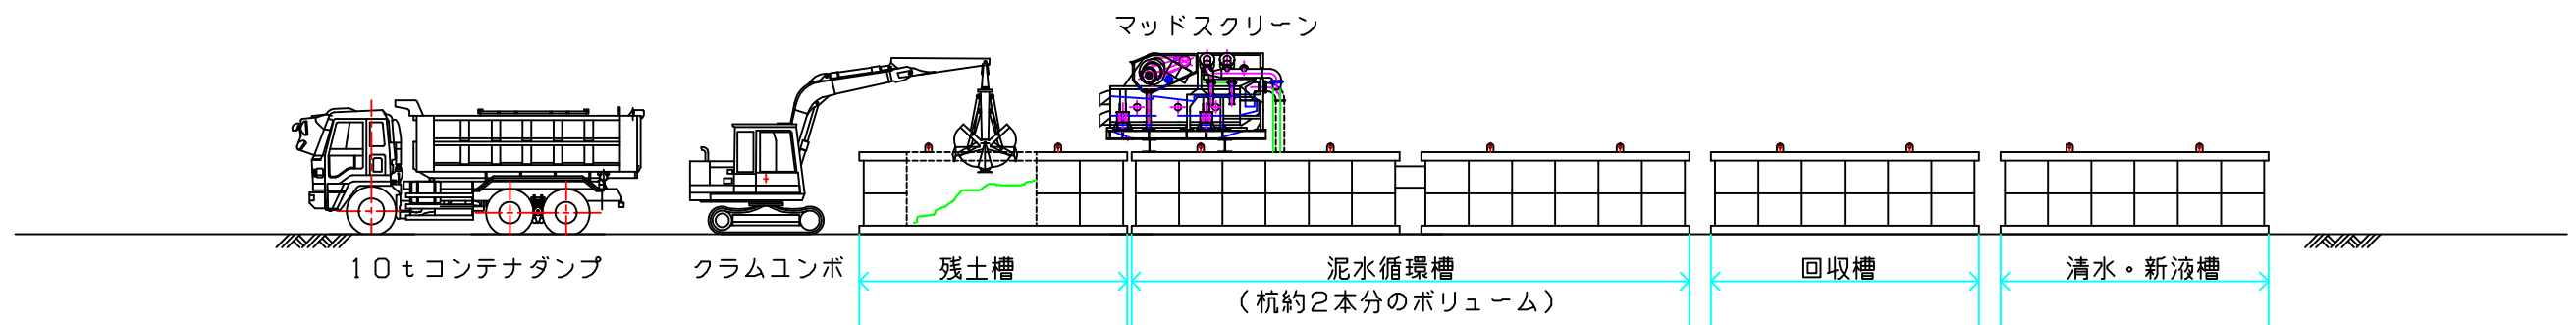 マッドスクリーン
１０ｔコンテナダンプ
クラムユンボ
残土槽
泥水循環槽
（杭約２本分のボリューム）
回収槽
清水・新液槽